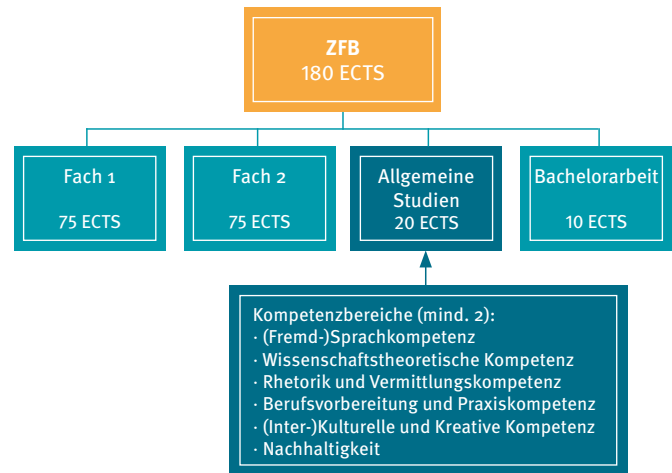 ZFB
180 ECTS
Fach 1
75 ECTS
Fach 2
75 ECTS
Allgemeine
Studien
20 ECTS
Bachelorarbeit
10 ECTS
Kompetenzbereiche (mind. 2):
· (Fremd-)Sprachkompetenz
· Wissenschaftstheoretische Kompetenz
· Rhetorik und Vermittlungskompetenz
· Berufsvorbereitung und Praxiskompetenz
· (Inter-)Kulturelle und Kreative Kompetenz
· Nachhaltigkeit